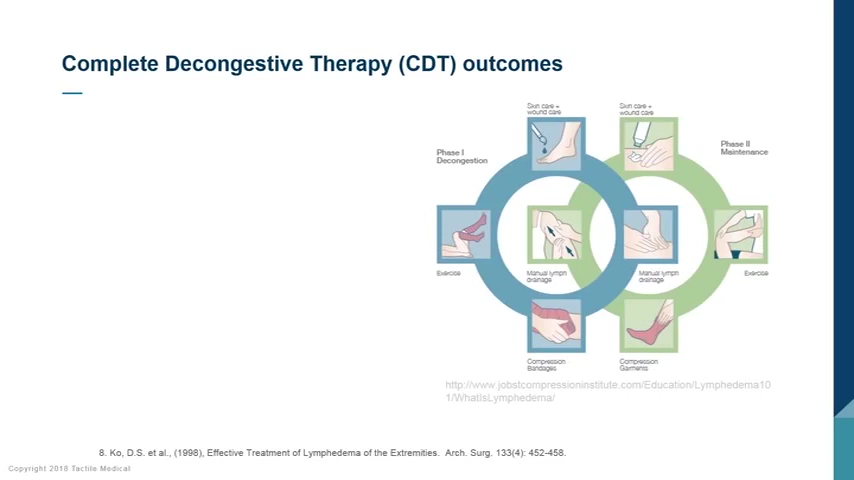 Complete Decongestive Therapy (CDT) outcomes
Skin care +
wound care
Skin care +
wound care
Phase I
Decongestion
Phase II
Maintenance
Exercise
Manual lymph
drainage
Manual lymph
drainage
Exercise
Compression
Bandages
Compression
Garments
http://www.jobstcompressioninstitute.com/Education/Lymphedema10
1/WhatIsLymphedema/
8. Ko, D.S. et al., (1998), Effective Treatment of Lymphedema of the Extremities. Arch. Surg. 133(4): 452-458.
Copyright 2018 Tactile Medical